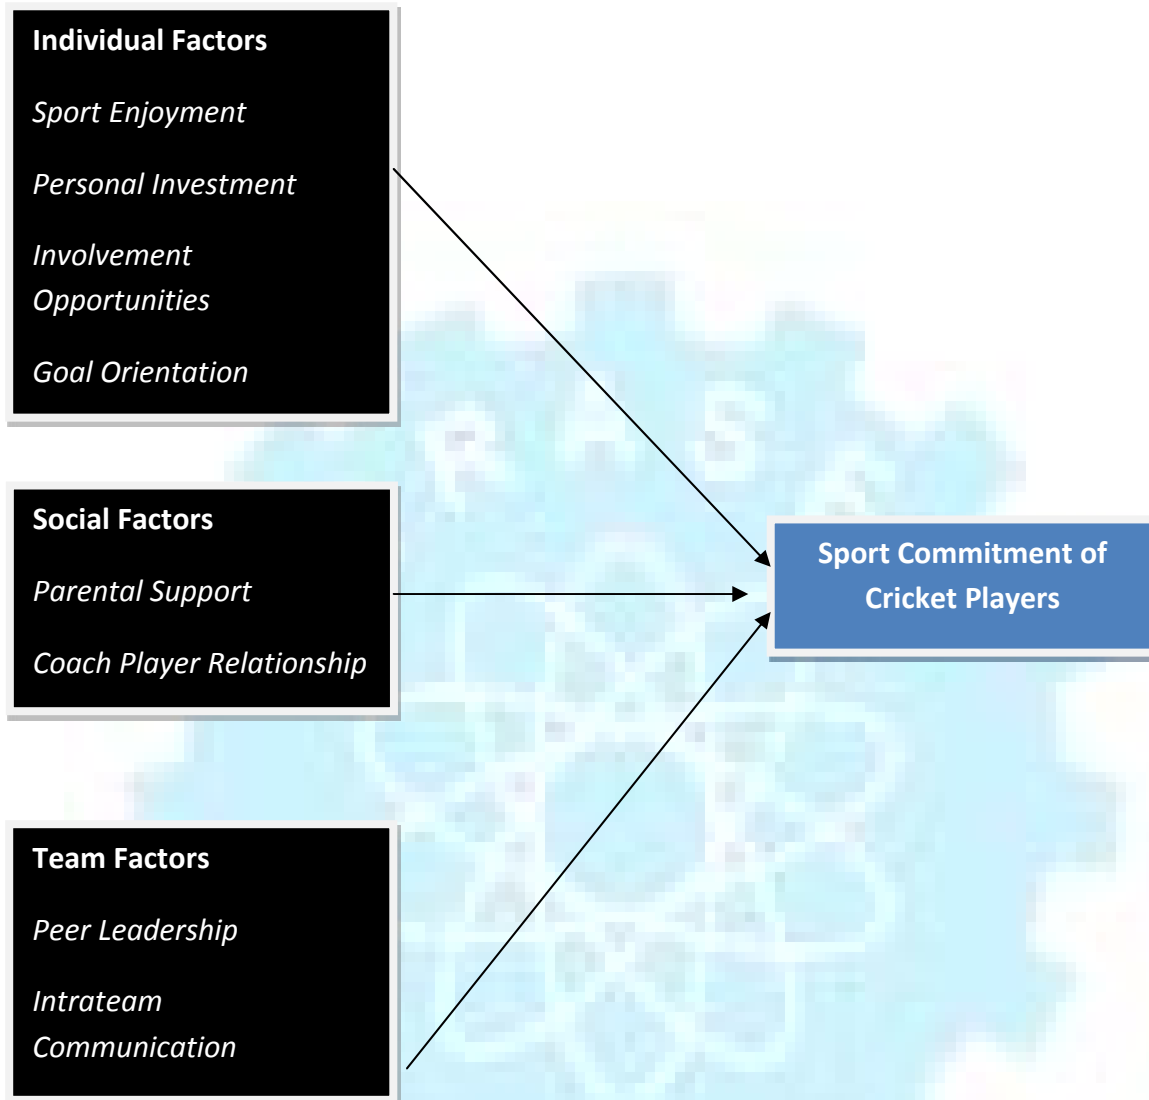 Individual Factors
Sport Enjoyment
Personal Investment
Involvement
Opportunities
Goal Orientation
Social Factors
Parental Support
Coach Player Relationship
Sport Commitment of
Cricket Players
Team Factors
Peer Leadership
Intrateam
Communication